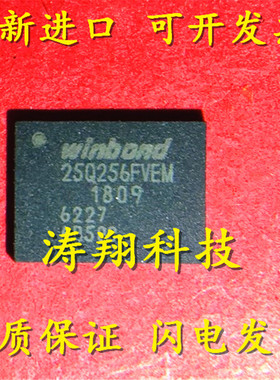 新进口 可开发
winbond
25Q256FVEM
1809
6227
涛翔科技
质保证 闪电发